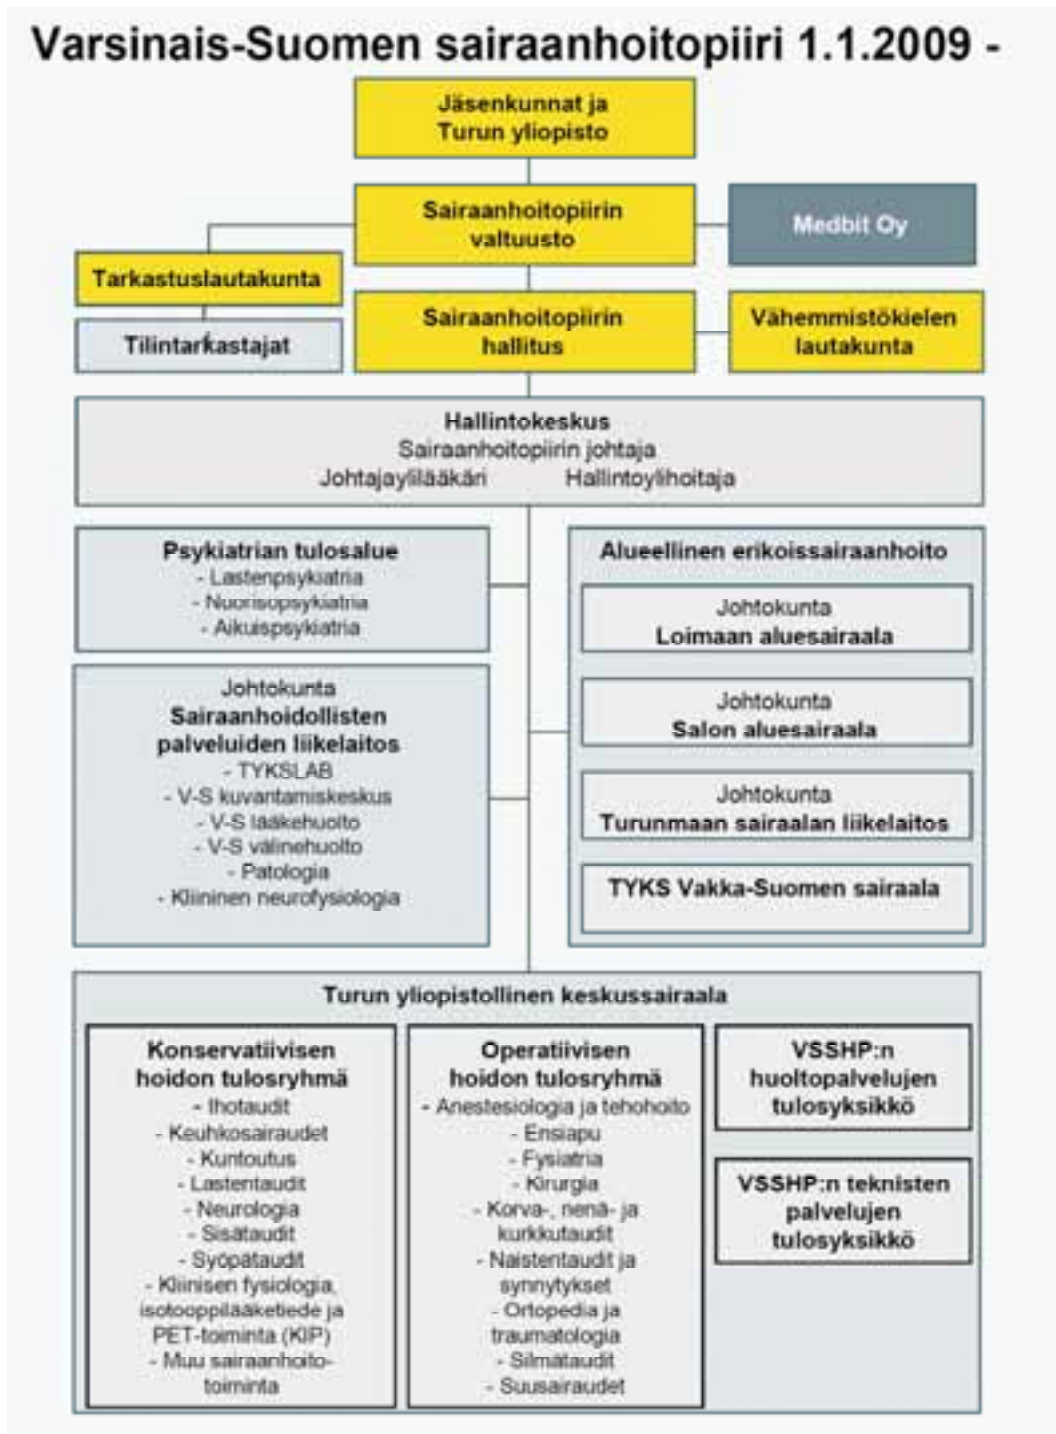 Varsinais-Suomen sairaanhoitopiiri 1.1.2009 -
Jäsenkunnat ja
Turun yliopisto
Sairaanhoitopiirin
valtuusto
Medbit Oy
Tarkastuslautakunta
Tilintarkastajat
Sairaanhoitopiirin
hallitus
Vähemmistökielen
lautakunta
Hallintokeskus
Sairaanhoitopiirin johtaja
Johtajaylilääkäri Hallintoylihoitaja
Psykiatrian tulosalue
- Lastenpsykiatria
- Nuorisopsykiatria
- Aikuispsykiatria
Johtokunta
Sairaanhoidollisten
palveluiden liikelaitos
- TYKSLAB
- V-S kuvantamiskeskus
- V-S lääkehuolto
- V-S välinehuolto
- Patologia
- Kliininen neurofysiologia
Alueellinen erikoissairaanhoito
Johtokunta
Loimaan aluesairaala
Johtokunta
Salon aluesairaala
Johtokunta
Turunmaan sairaalan liikelaitos
TYKS Vakka-Suomen sairaala
Turun yliopistollinen keskussairaala
Konservatiivisen
hoidon tulosryhmä
- Ihotaudit
- Keuhkosairaudet
- Kuntoutus
- Lastentaudit
- Neurologia
- Sisätaudit
- Syöpätaudit
- Kliinisen fysiologia,
isotooppilääketiede ja
PET-toiminta (KIP)
- Muu sairaanhoito-
toiminta
Operatiivisen
hoidon tulosryhmä
- Anestesiologia ja tehohoito
- Ensiapu
- Fysiatria
- Kirurgia
- Korva-, nenä- ja
kurkkutaudit
- Naistentaudit ja
synnytykset
- Ortopedia ja
traumatologia
- Silmätaudit
- Suusairaudet
VSSHP:n
huoltopalvelujen
tulosyksikkö
VSSHP:n teknisten
palvelujen
tulosyksikkö